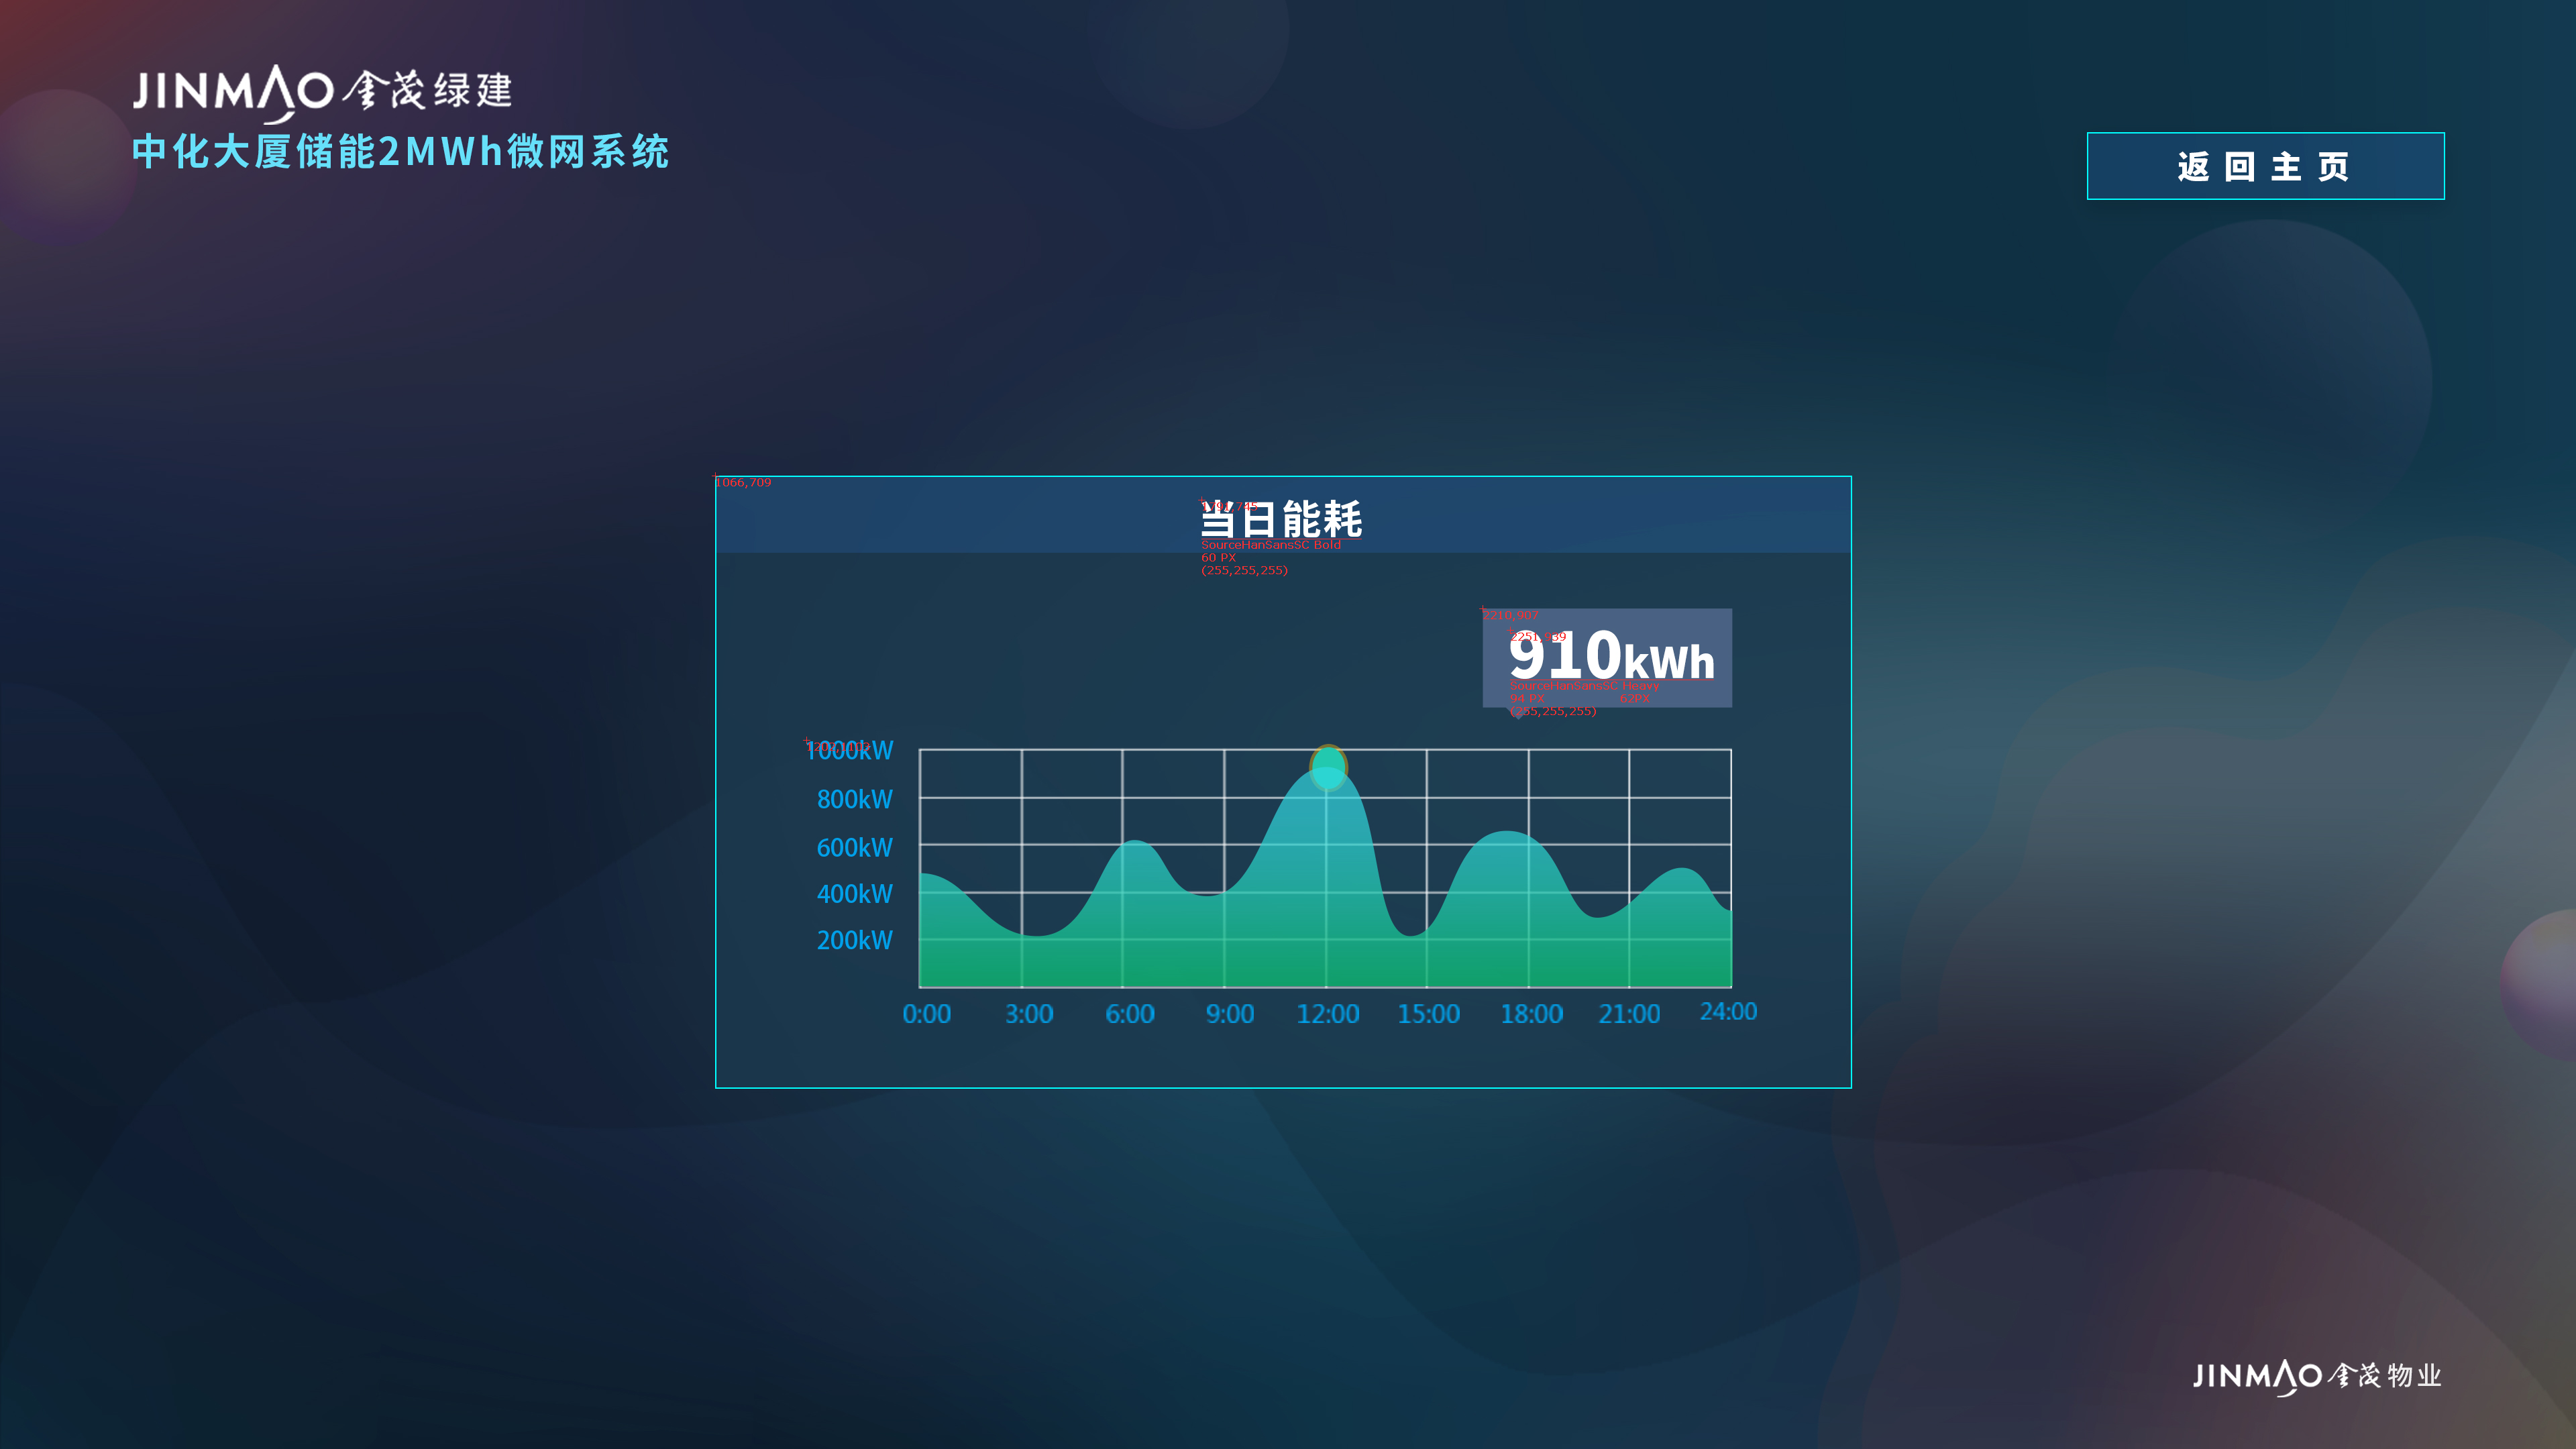 JINMAO 金茂绿建
中化大厦储能2MWh微网系统
返回主页
1066,709
当日能耗
SourceHanSansSC Bold
60 PX
(255,255,255)
2210,907
2251,939
910kWh
SourceHanSansSC Heavy
94 PX 62PX
(255,255,255)
1000kW
800kW
600kW
400kW
200kW
0:00 3:00 6:00 9:00 12:00 15:00 18:00 21:00 24:00
JINMAO 金茂物业